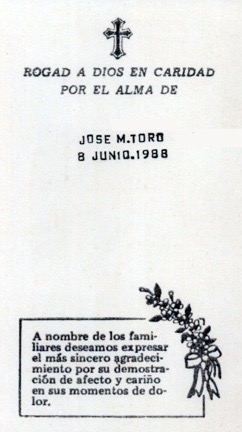 ROGAD A DIOS EN CARIDAD
POR EL ALMA DE
JOSE M.TORO
8 JUNIO.1988
A nombre de los fami-
liares deseamos expresar
el más sincero agradeci-
miento por su demostra-
ción de afecto y cariño
en sus momentos de do-
lor.